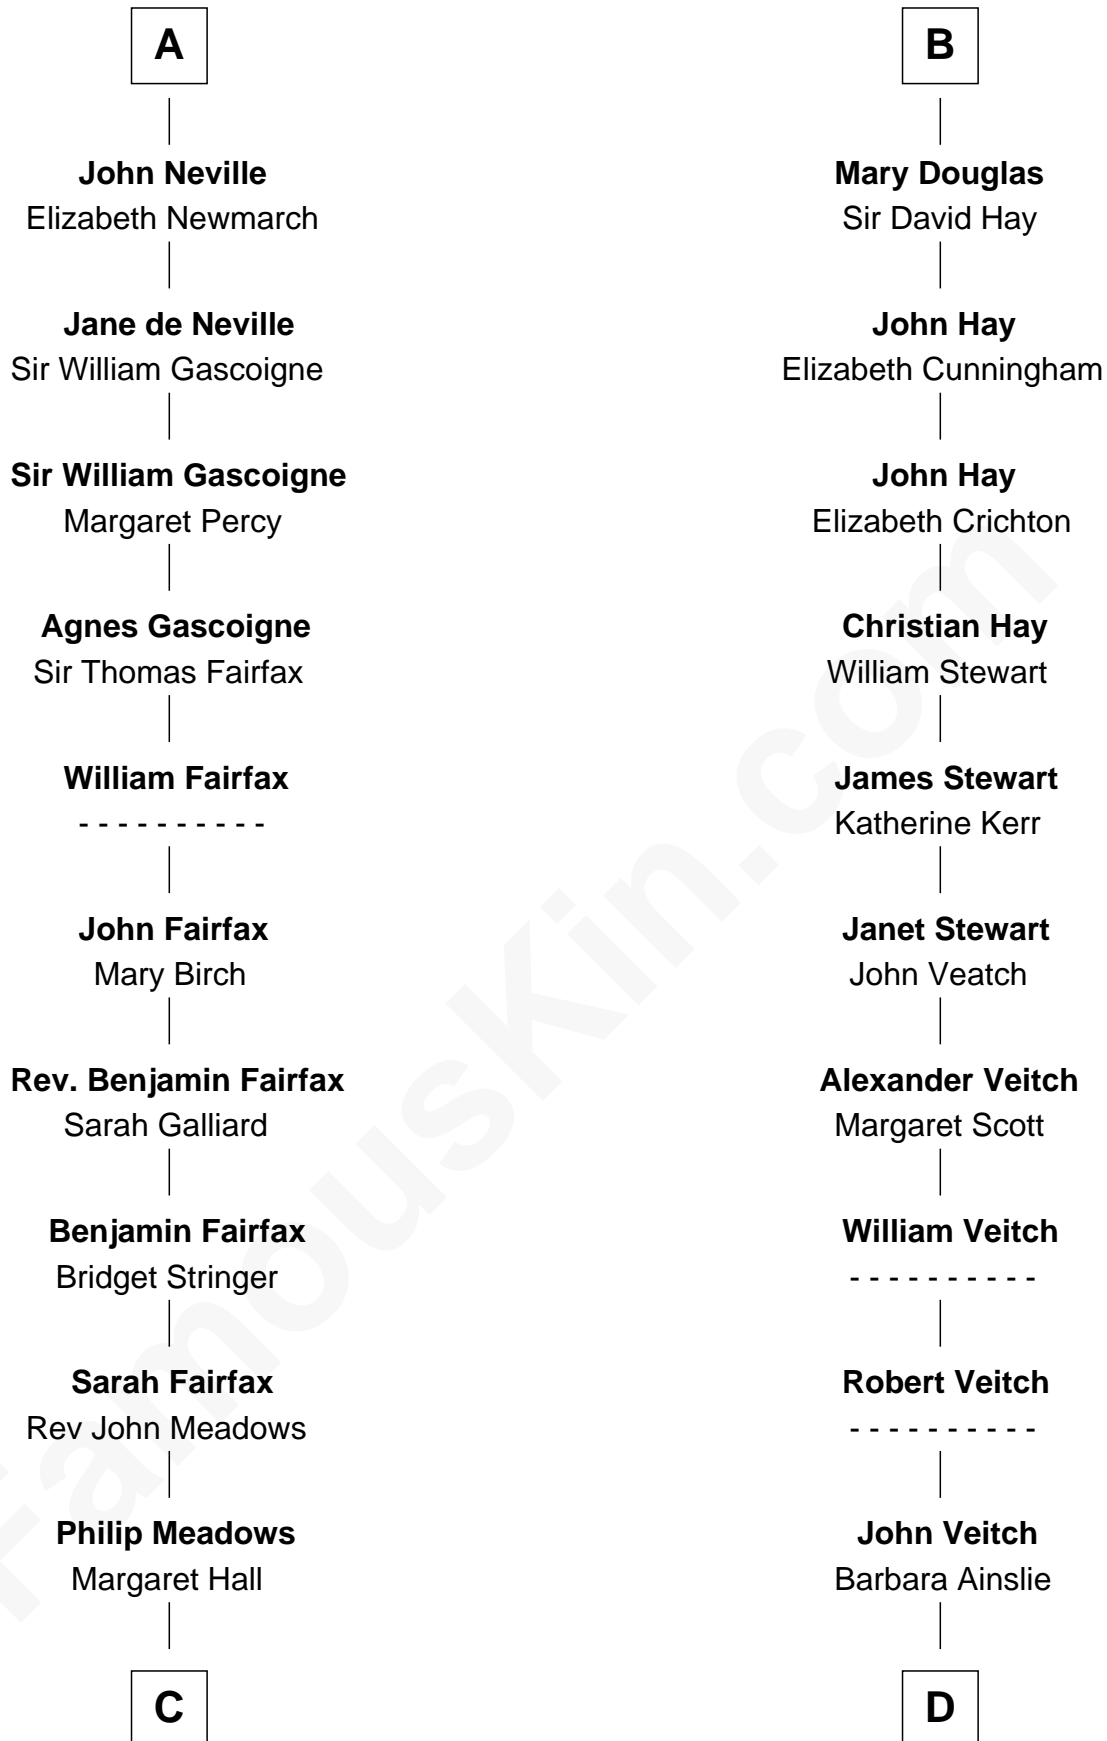 A
John Neville
Elizabeth Newmarch
Jane de Neville
Sir William Gascoigne
Sir William Gascoigne
Margaret Percy
Agnes Gascoigne
Sir Thomas Fairfax
William Fairfax
- - - - - - - - - -
John Fairfax
Mary Birch
Rev. Benjamin Fairfax
Sarah Galliard
Benjamin Fairfax
Bridget Stringer
Sarah Fairfax
Rev John Meadows
Philip Meadows
Margaret Hall
C
B
Mary Douglas
Sir David Hay
John Hay
Elizabeth Cunningham
John Hay
Elizabeth Crichton
Christian Hay
William Stewart
James Stewart
Katherine Kerr
Janet Stewart
John Veatch
Alexander Veitch
Margaret Scott
William Veitch
- - - - - - - - - -
Robert Veitch
- - - - - - - - - -
John Veitch
Barbara Ainslie
D
FamousKin.com